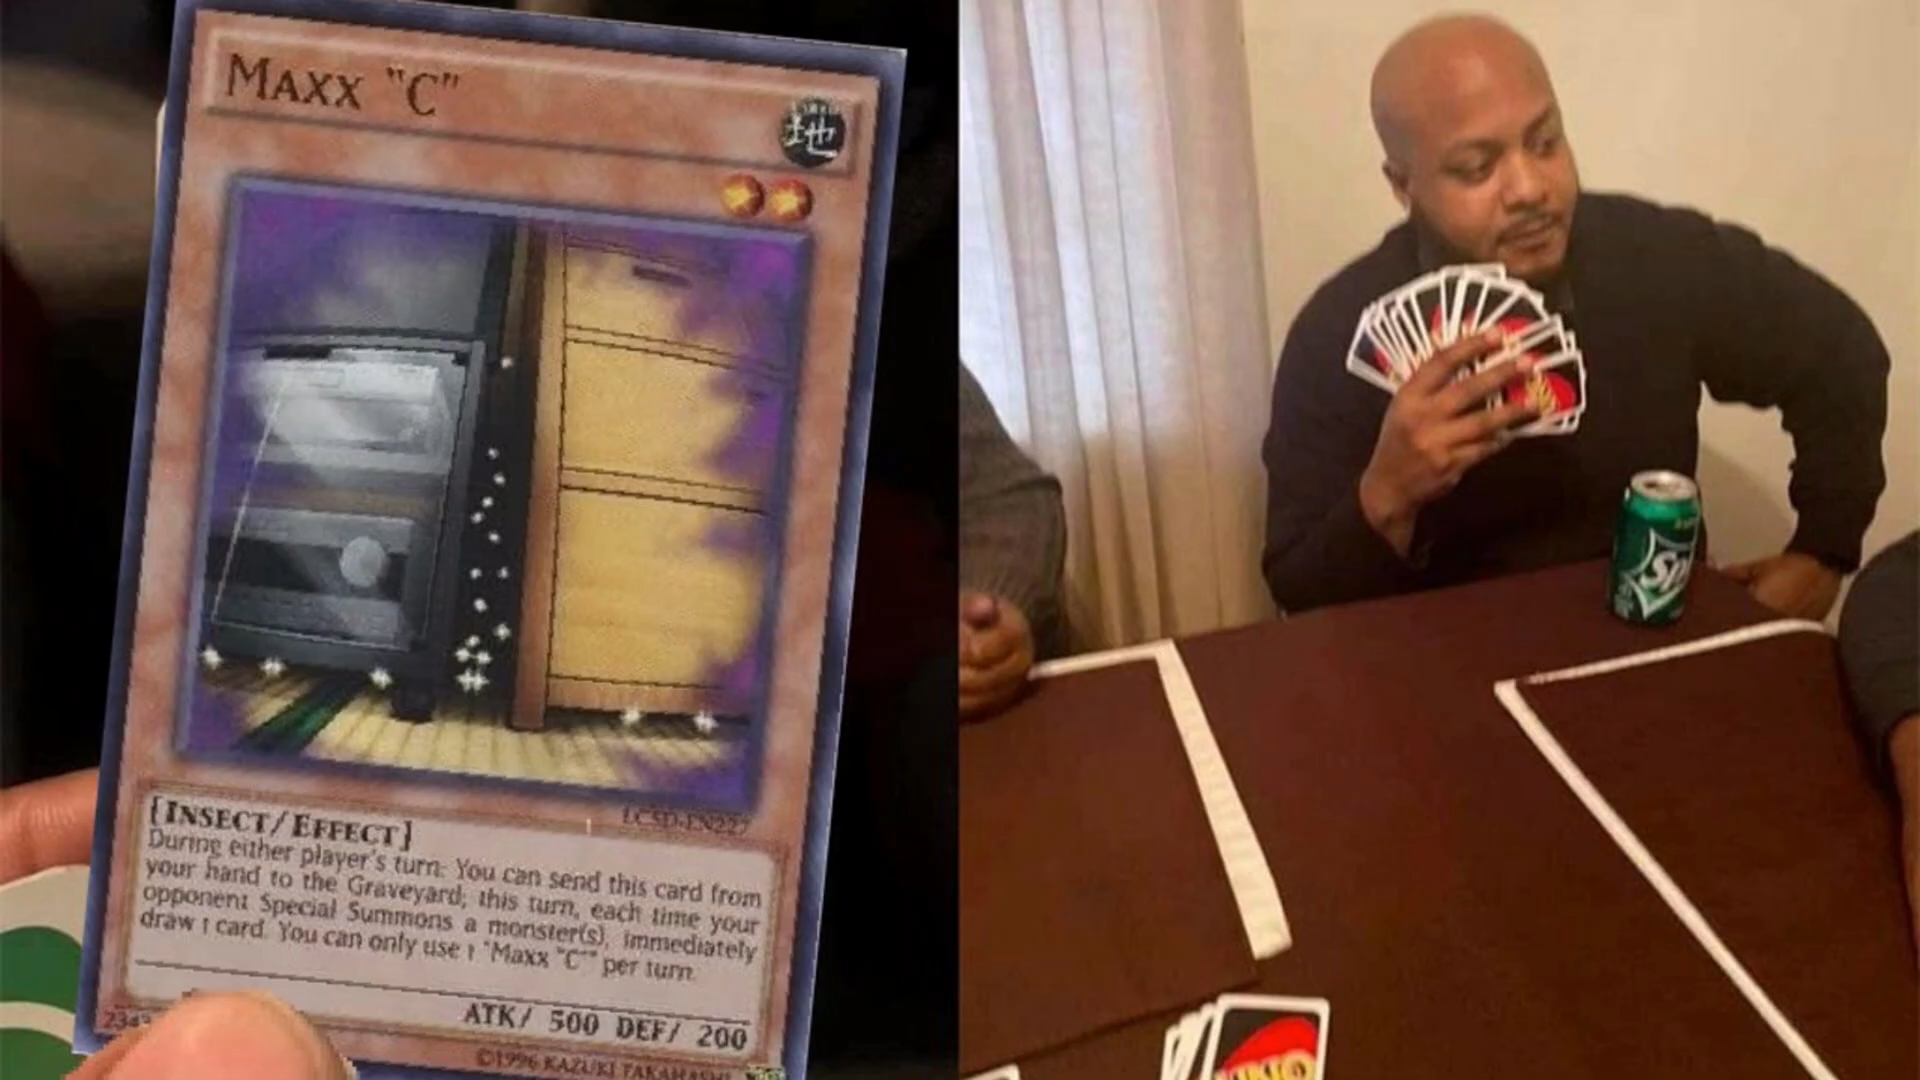 MAXX "C"
地
LC5D-EN227
[INSECT/EFFECT]
During either player's turn: You can send this card from
your hand to the Graveyard; this turn, each time your
opponent Special Summons a monster(s), immediately
draw 1 card. You can only use 1 "Maxx "C"" per turn.
ATK/ 500 DEF/ 200
2343
©1996 KAZUKI TAKAHASHI
UNO